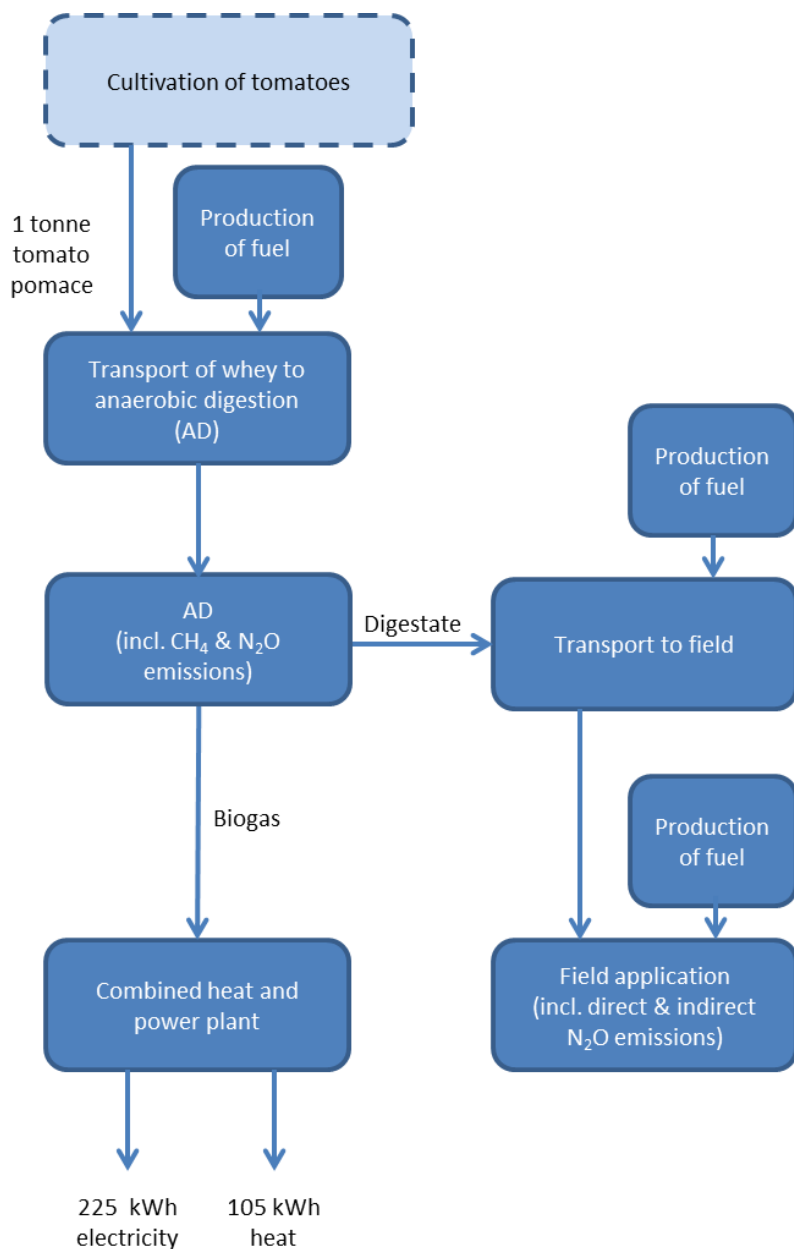 Cultivation of tomatoes
1 tonne
tomato
pomace
Production
of fuel
Transport of whey to
anaerobic digestion
(AD)
Production
of fuel
AD
(incl. CH₄ & N₂O
emissions)
Digestate
Transport to field
Biogas
Production
of fuel
Combined heat and
power plant
Field application
(incl. direct & indirect
N₂O emissions)
225 kWh
electricity
105 kWh
heat